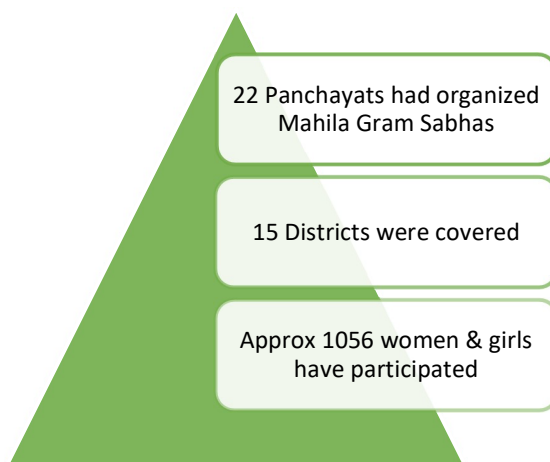 22 Panchayats had organized
Mahila Gram Sabhas
15 Districts were covered
Approx 1056 women & girls
have participated